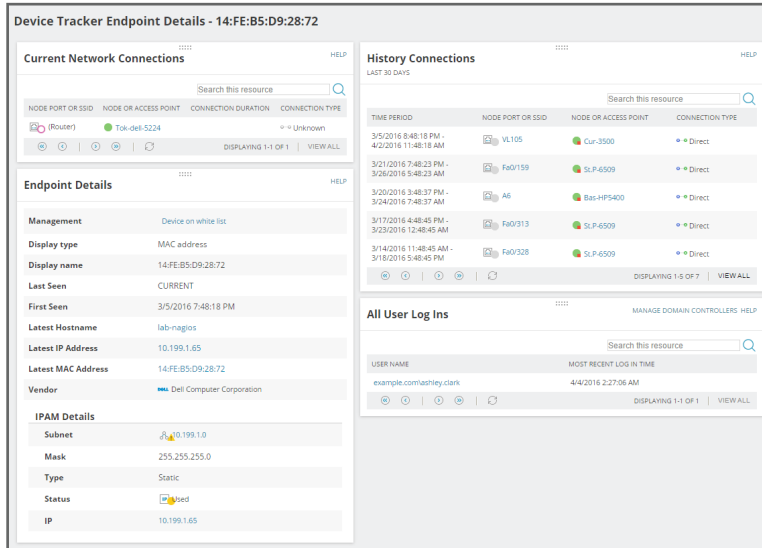 Device Tracker Endpoint Details - 14:FE:B5:D9:28:72
Current Network Connections
HELP
Search this resource
NODE PORT OR SSID NODE OR ACCESS POINT CONNECTION DURATION CONNECTION TYPE
(Router) Tok-dell-5224 Unknown
DISPLAYING 1-1 OF 1 | VIEW ALL
Endpoint Details
HELP
Management Device on white list
Display type MAC address
Display name 14:FE:B5:D9:28:72
Last Seen CURRENT
First Seen 3/5/2016 7:48:18 PM
Latest Hostname lab-nagios
Latest IP Address 10.199.1.65
Latest MAC Address 14:FE:B5:D9:28:72
Vendor DELL Dell Computer Corporation
IPAM Details
Subnet 10.199.1.0
Mask 255.255.255.0
Type Static
Status IP Used
IP 10.199.1.65
History Connections
HELP
LAST 30 DAYS
Search this resource
TIME PERIOD NODE PORT OR SSID NODE OR ACCESS POINT CONNECTION TYPE
3/5/2016 8:48:18 PM -
4/2/2016 11:48:18 AM VL105 Cur-3500 Direct
3/21/2016 7:48:23 PM -
3/26/2016 5:48:23 AM Fa0/159 St.P-6509 Direct
3/20/2016 3:48:37 PM -
3/24/2016 7:48:37 AM A6 Bas-HP5400 Direct
3/17/2016 4:48:45 PM -
3/23/2016 12:48:45 AM Fa0/313 St.P-6509 Direct
3/14/2016 11:48:45 AM -
3/18/2016 5:48:45 PM Fa0/328 St.P-6509 Direct
DISPLAYING 1-5 OF 7 | VIEW ALL
All User Log Ins
MANAGE DOMAIN CONTROLLERS HELP
Search this resource
USER NAME MOST RECENT LOG IN TIME
example.com\ashley.clark 4/4/2016 2:27:06 AM
DISPLAYING 1-1 OF 1 | VIEW ALL